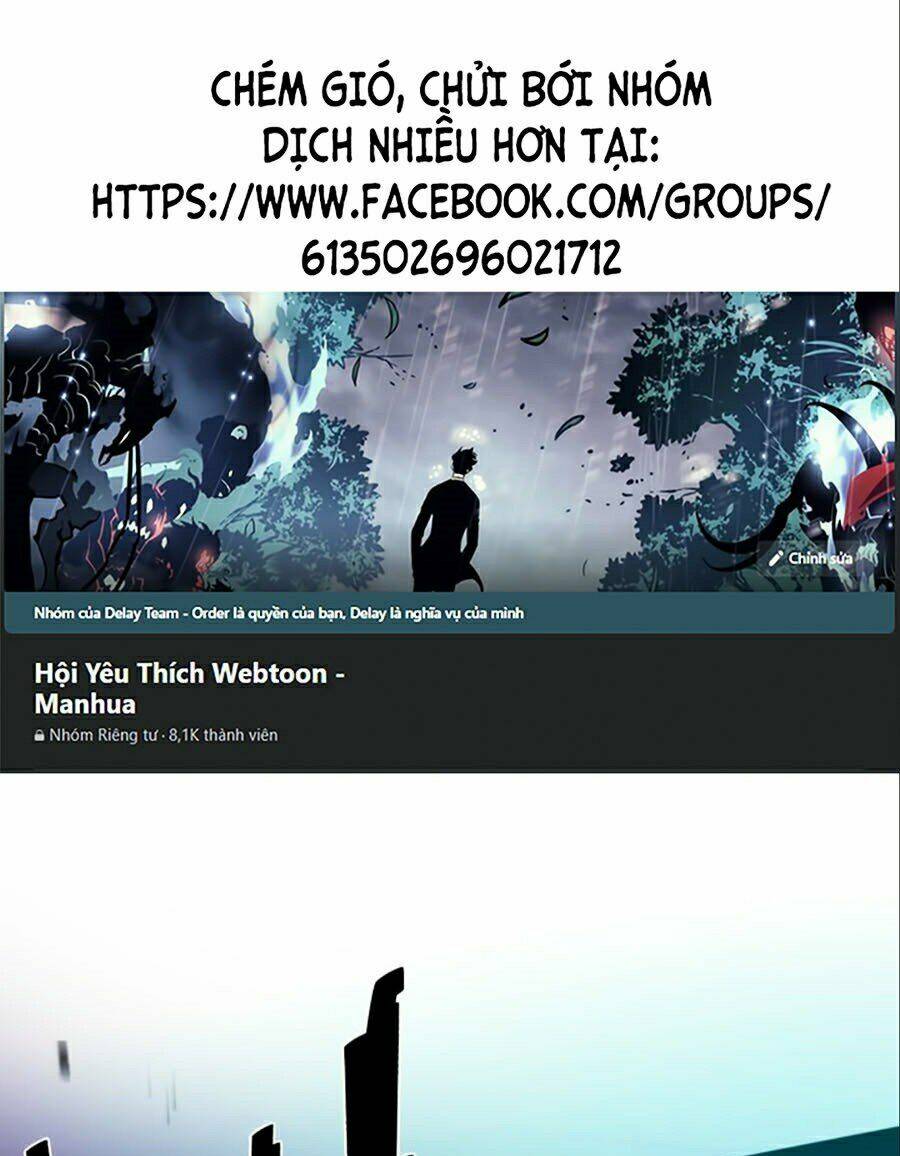 CHÉM GIÓ, CHỬI BỚI NHÓM
DỊCH NHIỀU HƠN TẠI:
HTTPS://WWW.FACEBOOK.COM/GROUPS/
613502696021712
Chỉnh sửa
Nhóm của Delay Team - Order là quyền của bạn, Delay là nghĩa vụ của mình
Hội Yêu Thích Webtoon -
Manhua
Nhóm Riêng tư · 8,1K thành viên